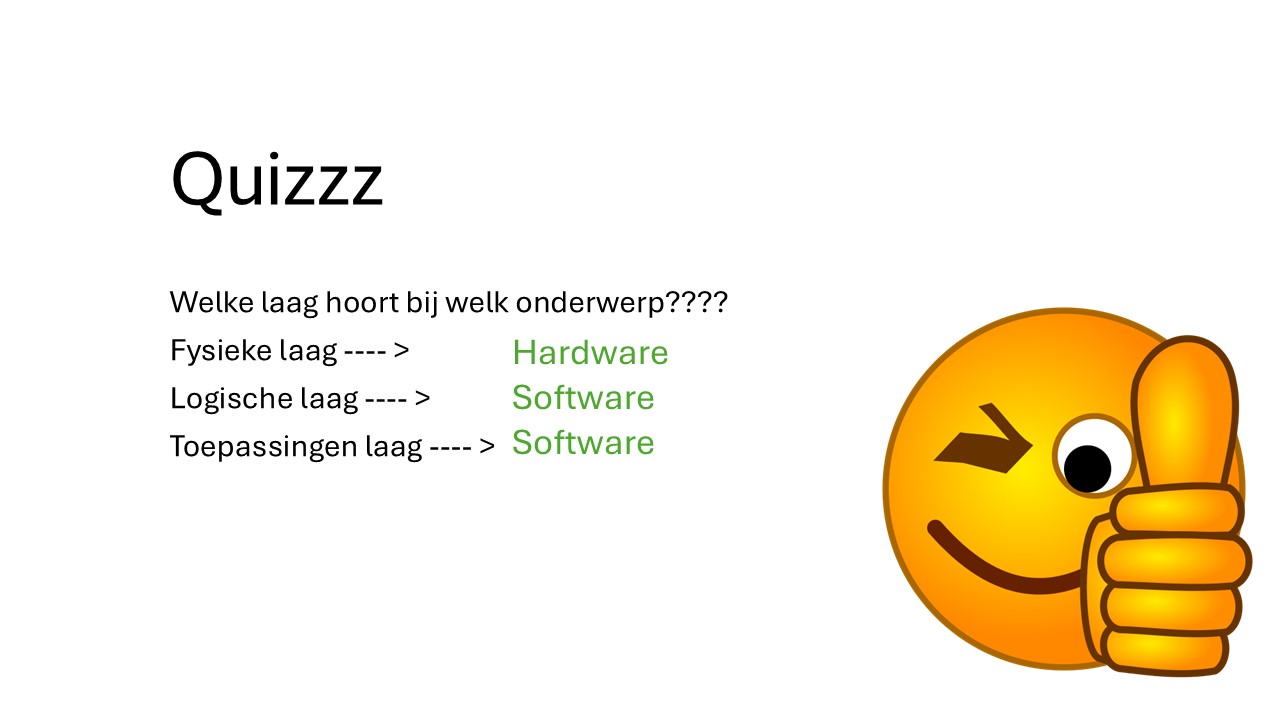 Quizzz
Welke laag hoort bij welk onderwerp????
Fysieke laag ---- > Hardware
Logische laag ---- > Software
Toepassingen laag ---- > Software